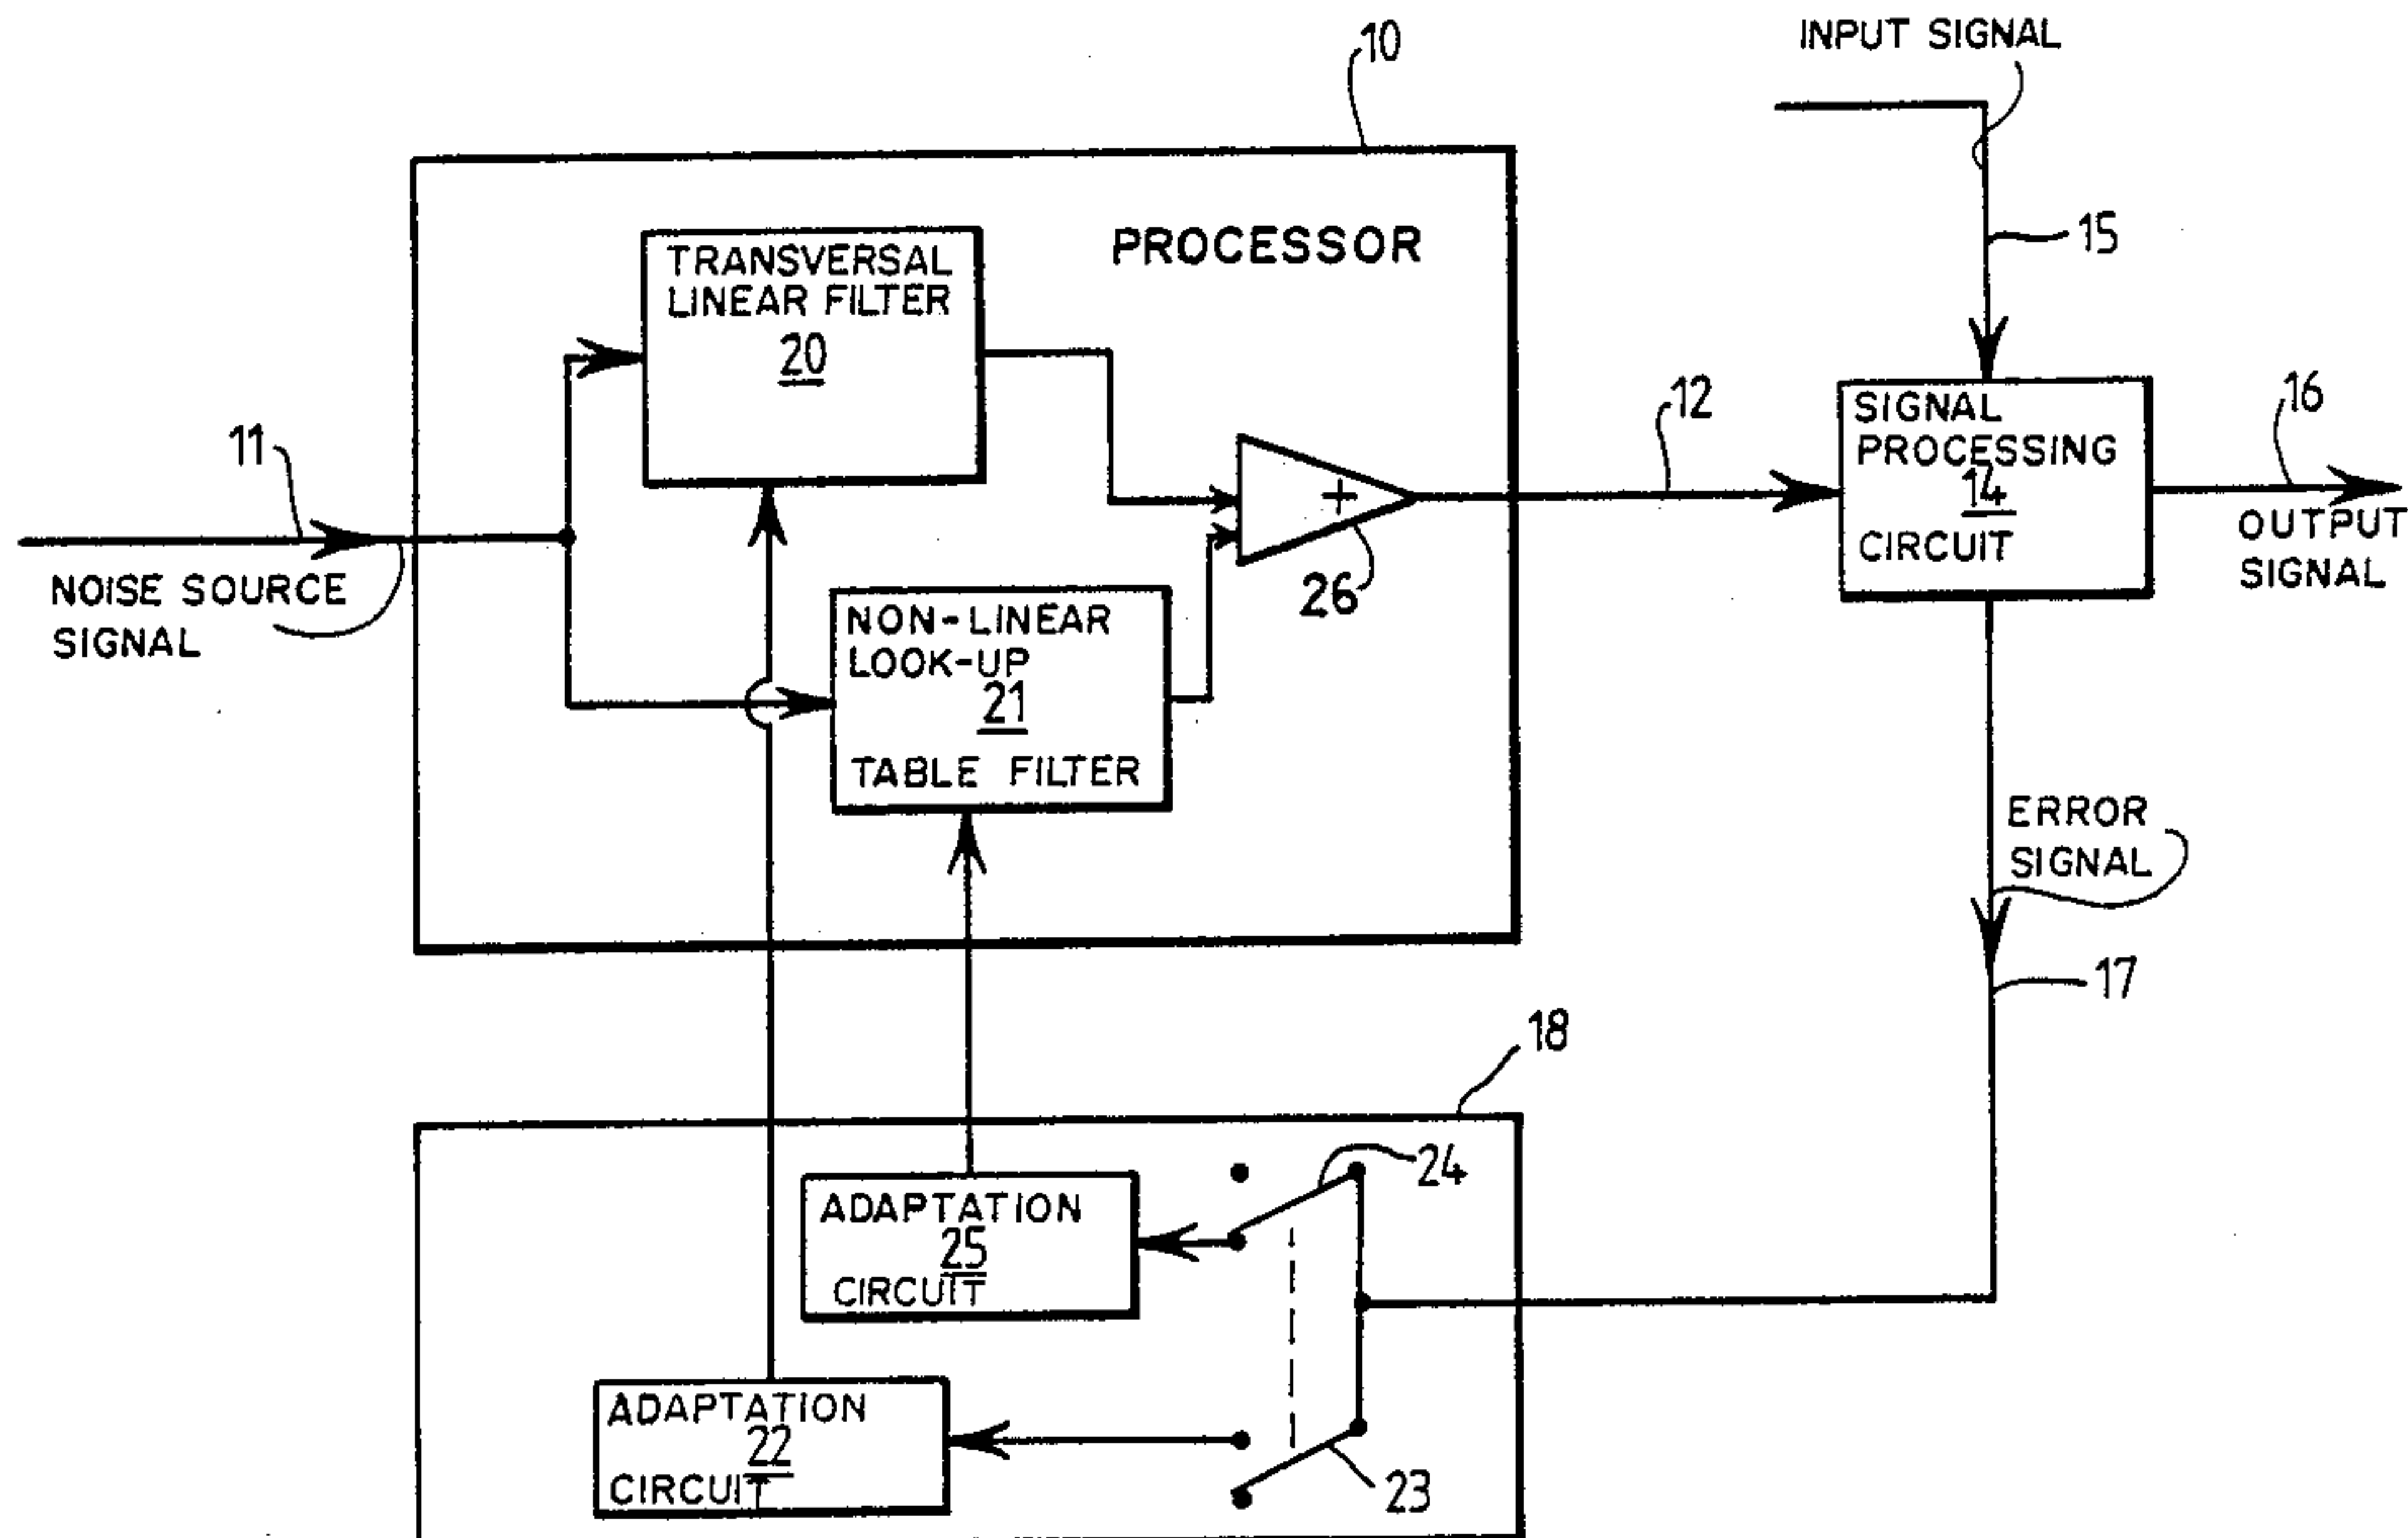 10
INPUT SIGNAL
PROCESSOR
TRANSVERSAL
LINEAR FILTER
20
15
11
NOISE SOURCE
SIGNAL
12
SIGNAL
PROCESSING
14
CIRCUIT
16
OUTPUT
SIGNAL
+
26
NON-LINEAR
LOOK-UP
21
TABLE FILTER
ERROR
SIGNAL
17
18
24
ADAPTATION
25
CIRCUIT
ADAPTATION
22
CIRCUIT
23